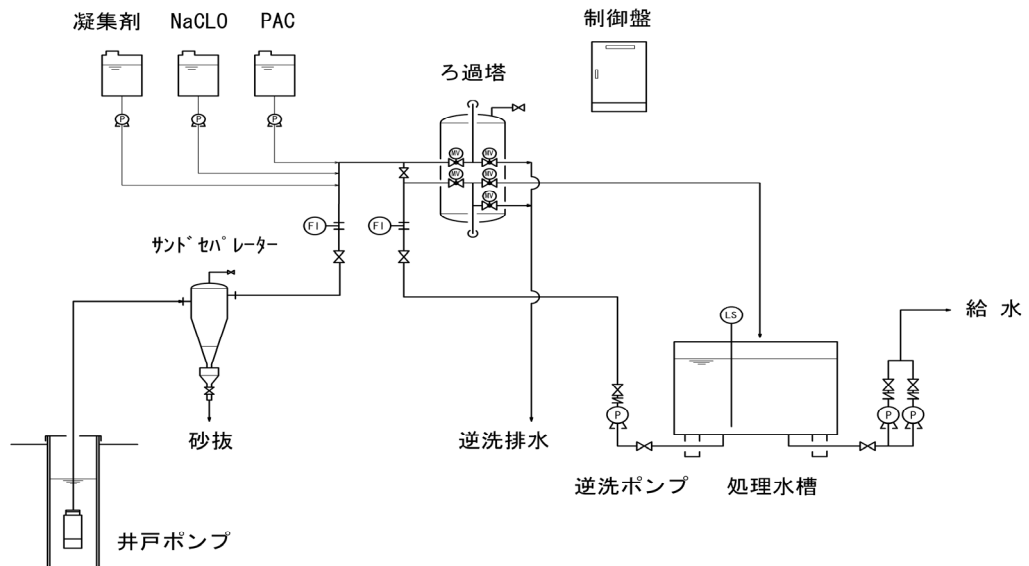 凝集剤
NaCLO
PAC
制御盤
ろ過塔
P
P
P
MV
MV
MV
MV
MV
FI
FI
サンドセパレーター
LS
給 水
P
P
P
砂抜
逆洗排水
逆洗ポンプ
処理水槽
井戸ポンプ